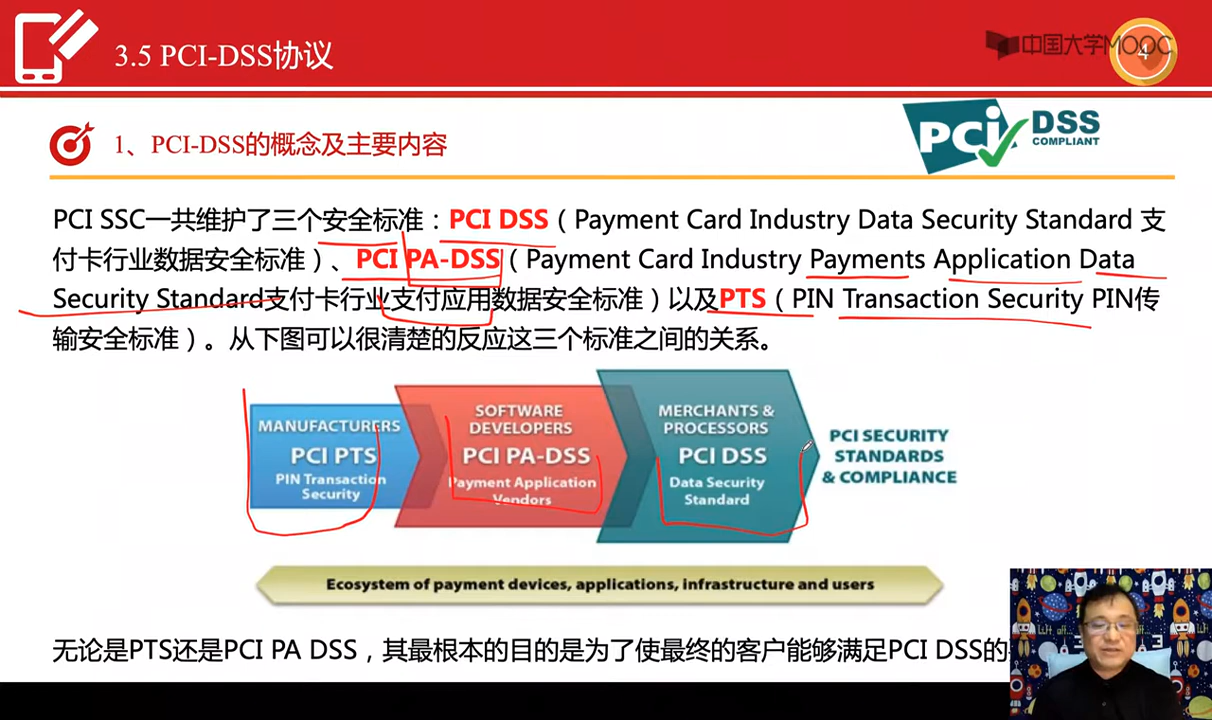 3.5 PCI-DSS协议
中国大学MOOC
4
1、PCI-DSS的概念及主要内容
PCI DSS
COMPLIANT
PCI SSC一共维护了三个安全标准：PCI DSS（Payment Card Industry Data Security Standard 支
付卡行业数据安全标准）、PCI PA-DSS（Payment Card Industry Payments Application Data
Security Standard支付卡行业支付应用数据安全标准）以及PTS（PIN Transaction Security PIN传
输安全标准）。从下图可以很清楚的反应这三个标准之间的关系。
MANUFACTURERS
PCI PTS
PIN Transaction
Security
SOFTWARE
DEVELOPERS
PCI PA-DSS
Payment Application
Vendors
MERCHANTS &
PROCESSORS
PCI DSS
Data Security
Standard
PCI SECURITY
STANDARDS
& COMPLIANCE
Ecosystem of payment devices, applications, infrastructure and users
无论是PTS还是PCI PA DSS，其最根本的目的是为了使最终的客户能够满足PCI DSS的